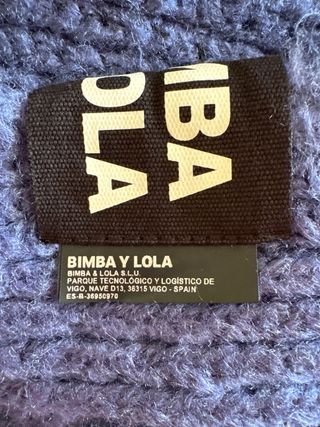 MBA
OLA
BIMBA Y LOLA
BIMBA & LOLA S.L.U.
PARQUE TECNOLÓGICO Y LOGÍSTICO DE
VIGO, NAVE D13, 36315 VIGO - SPAIN
ES-B-36950970